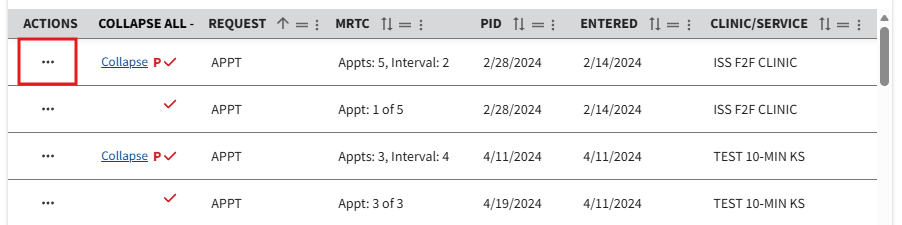 ACTIONS COLLAPSE ALL - REQUEST MRTC PID ENTERED CLINIC/SERVICE
... Collapse P APPT Appts: 5, Interval: 2 2/28/2024 2/14/2024 ISS F2F CLINIC
... APPT Appt: 1 of 5 2/28/2024 2/14/2024 ISS F2F CLINIC
... Collapse P APPT Appts: 3, Interval: 4 4/11/2024 4/11/2024 TEST 10-MIN KS
... APPT Appt: 3 of 3 4/19/2024 4/11/2024 TEST 10-MIN KS